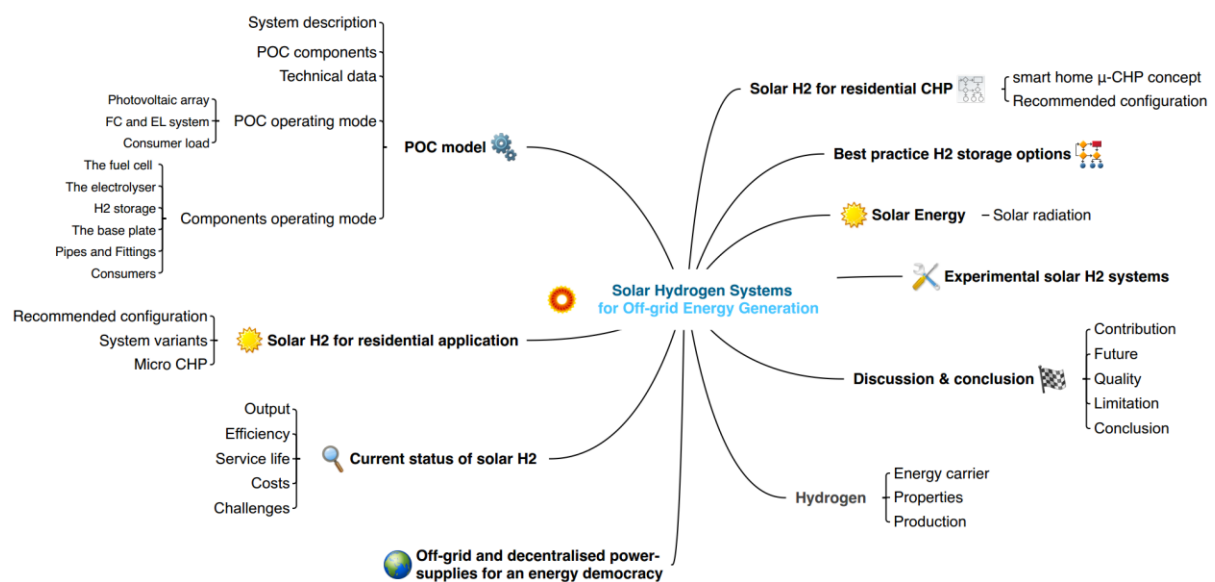 Solar Hydrogen Systems
for Off-grid Energy Generation
POC model
System description
POC components
Technical data
POC operating mode
Photovoltaic array
FC and EL system
Consumer load
Components operating mode
The fuel cell
The electrolyser
H2 storage
The base plate
Pipes and Fittings
Consumers
Solar H2 for residential application
Recommended configuration
System variants
Micro CHP
Current status of solar H2
Output
Efficiency
Service life
Costs
Challenges
Off-grid and decentralised power-
supplies for an energy democracy
Solar H2 for residential CHP
smart home μ-CHP concept
Recommended configuration
Best practice H2 storage options
Solar Energy
Solar radiation
Experimental solar H2 systems
Discussion & conclusion
Contribution
Future
Quality
Limitation
Conclusion
Hydrogen
Energy carrier
Properties
Production